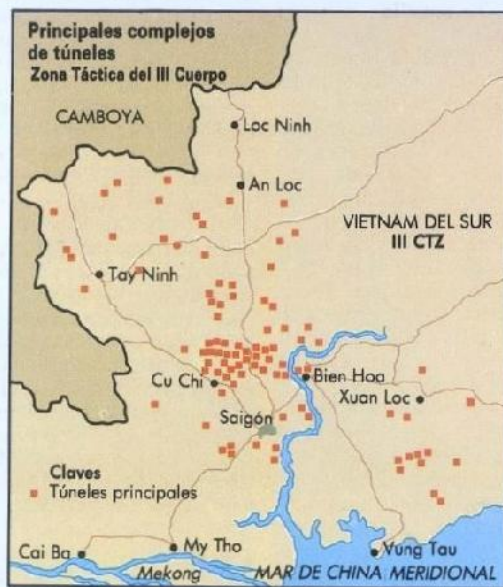 Principales complejos
de túneles
Zona Táctica del III Cuerpo
CAMBOYA
Loc Ninh
An Loc
VIETNAM DEL SUR
III CTZ
Tay Ninh
Cu Chi
Bien Hoa
Xuan Loc
Saigón
Claves
Túneles principales
Cai Ba
My Tho
Vung Tau
Mekong
MAR DE CHINA MERIDIONAL